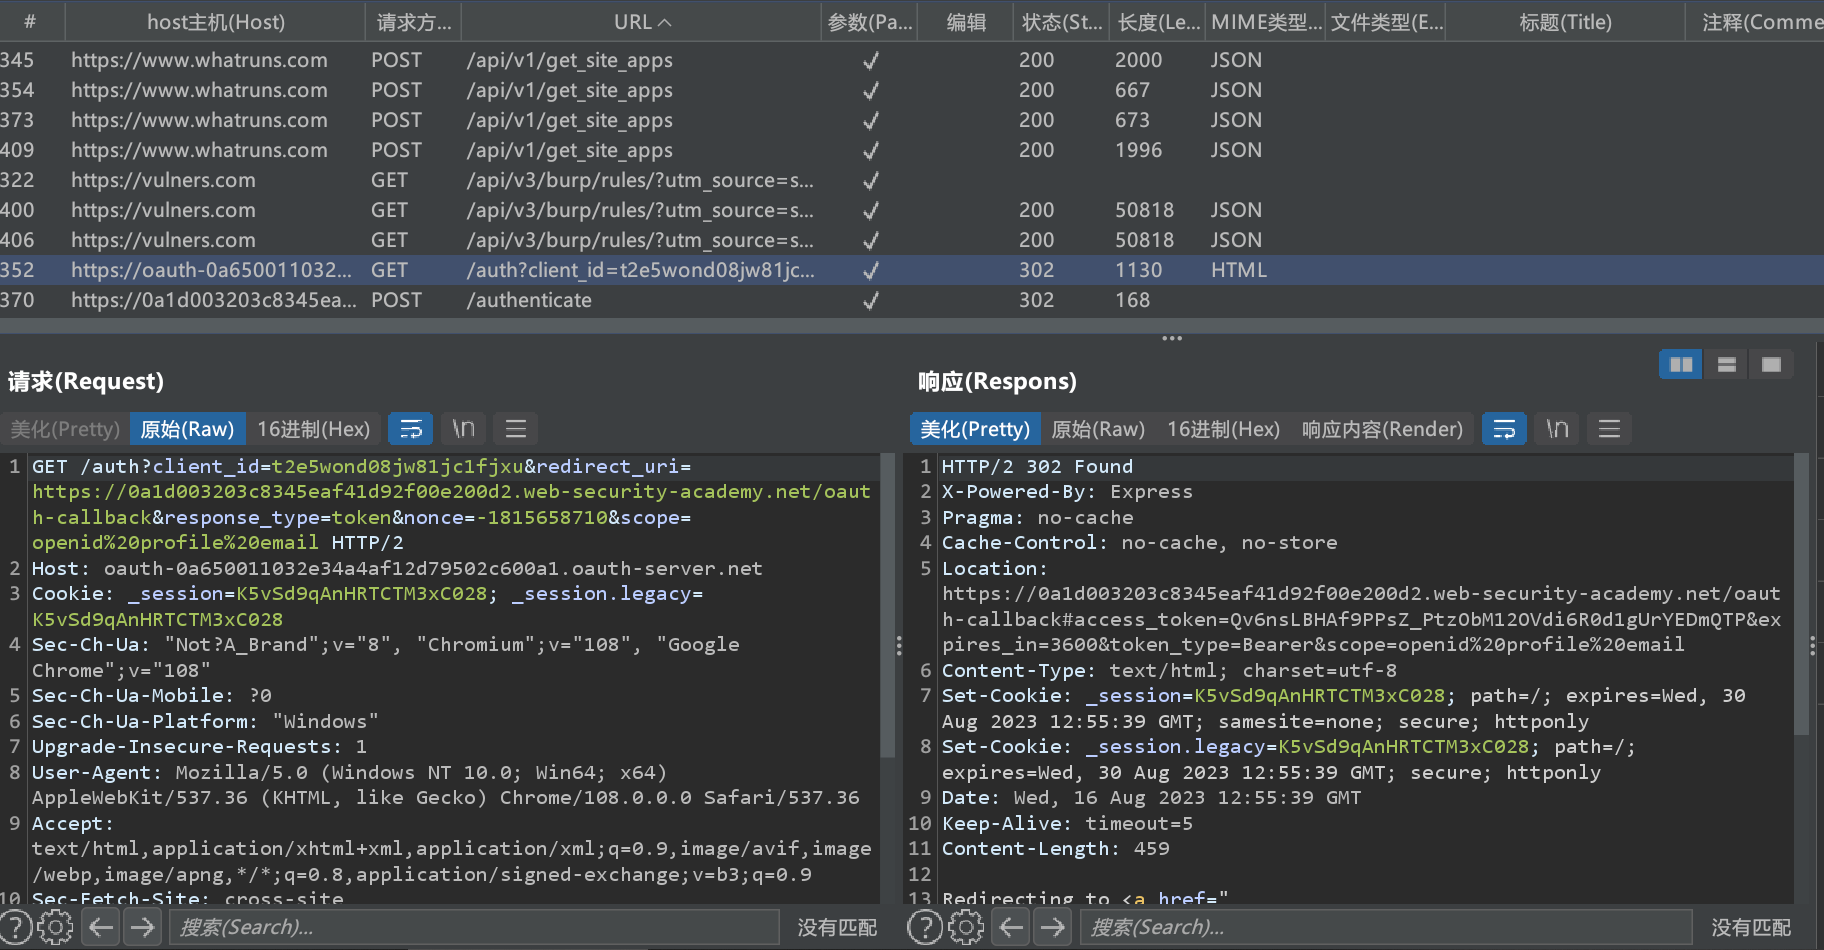 # host主机(Host) 请求方... URL 参数(Pa... 编辑 状态(St... 长度(Le... MIME类型... 文件类型(E... 标题(Title) 注释(Comme
345 https://www.whatruns.com POST /api/v1/get_site_apps ✓ 200 2000 JSON
354 https://www.whatruns.com POST /api/v1/get_site_apps ✓ 200 667 JSON
373 https://www.whatruns.com POST /api/v1/get_site_apps ✓ 200 673 JSON
409 https://www.whatruns.com POST /api/v1/get_site_apps ✓ 200 1996 JSON
322 https://vulners.com GET /api/v3/burp/rules/?utm_source=s... ✓
400 https://vulners.com GET /api/v3/burp/rules/?utm_source=s... ✓ 200 50818 JSON
406 https://vulners.com GET /api/v3/burp/rules/?utm_source=s... ✓ 200 50818 JSON
352 https://oauth-0a650011032... GET /auth?client_id=t2e5wond08jw81jc... ✓ 302 1130 HTML
370 https://0a1d003203c8345ea... POST /authenticate ✓ 302 168
请求(Request)
美化(Pretty) 原始(Raw) 16进制(Hex) \n
1 GET /auth?client_id=t2e5wond08jw81jc1fjxu&redirect_uri=
https://0a1d003203c8345eaf41d92f00e200d2.web-security-academy.net/oaut
h-callback&response_type=token&nonce=-1815658710&scope=
openid%20profile%20email HTTP/2
2 Host: oauth-0a650011032e34a4af12d79502c600a1.oauth-server.net
3 Cookie: _session=K5vSd9qAnHRTCTM3xC028; _session.legacy=
K5vSd9qAnHRTCTM3xC028
4 Sec-Ch-Ua: "Not?A_Brand";v="8", "Chromium";v="108", "Google
Chrome";v="108"
5 Sec-Ch-Ua-Mobile: ?0
6 Sec-Ch-Ua-Platform: "Windows"
7 Upgrade-Insecure-Requests: 1
8 User-Agent: Mozilla/5.0 (Windows NT 10.0; Win64; x64)
AppleWebKit/537.36 (KHTML, like Gecko) Chrome/108.0.0.0 Safari/537.36
9 Accept:
text/html,application/xhtml+xml,application/xml;q=0.9,image/avif,image
/webp,image/apng,*/*;q=0.8,application/signed-exchange;v=b3;q=0.9
10 Sec-Fetch-Site: cross-site
搜索(Search)... 没有匹配
响应(Respons)
美化(Pretty) 原始(Raw) 16进制(Hex) 响应内容(Render) \n
1 HTTP/2 302 Found
2 X-Powered-By: Express
3 Pragma: no-cache
4 Cache-Control: no-cache, no-store
5 Location:
https://0a1d003203c8345eaf41d92f00e200d2.web-security-academy.net/oaut
h-callback#access_token=Qv6nsLBHAf9PPsZ_PtzObM12OVdi6R0d1gUrYEDmQTP&ex
pires_in=3600&token_type=Bearer&scope=openid%20profile%20email
6 Content-Type: text/html; charset=utf-8
7 Set-Cookie: _session=K5vSd9qAnHRTCTM3xC028; path=/; expires=Wed, 30
Aug 2023 12:55:39 GMT; samesite=none; secure; httponly
8 Set-Cookie: _session.legacy=K5vSd9qAnHRTCTM3xC028; path=/;
expires=Wed, 30 Aug 2023 12:55:39 GMT; secure; httponly
9 Date: Wed, 16 Aug 2023 12:55:39 GMT
10 Keep-Alive: timeout=5
11 Content-Length: 459
12
13 Redirecting to <a href="
搜索(Search)... 没有匹配